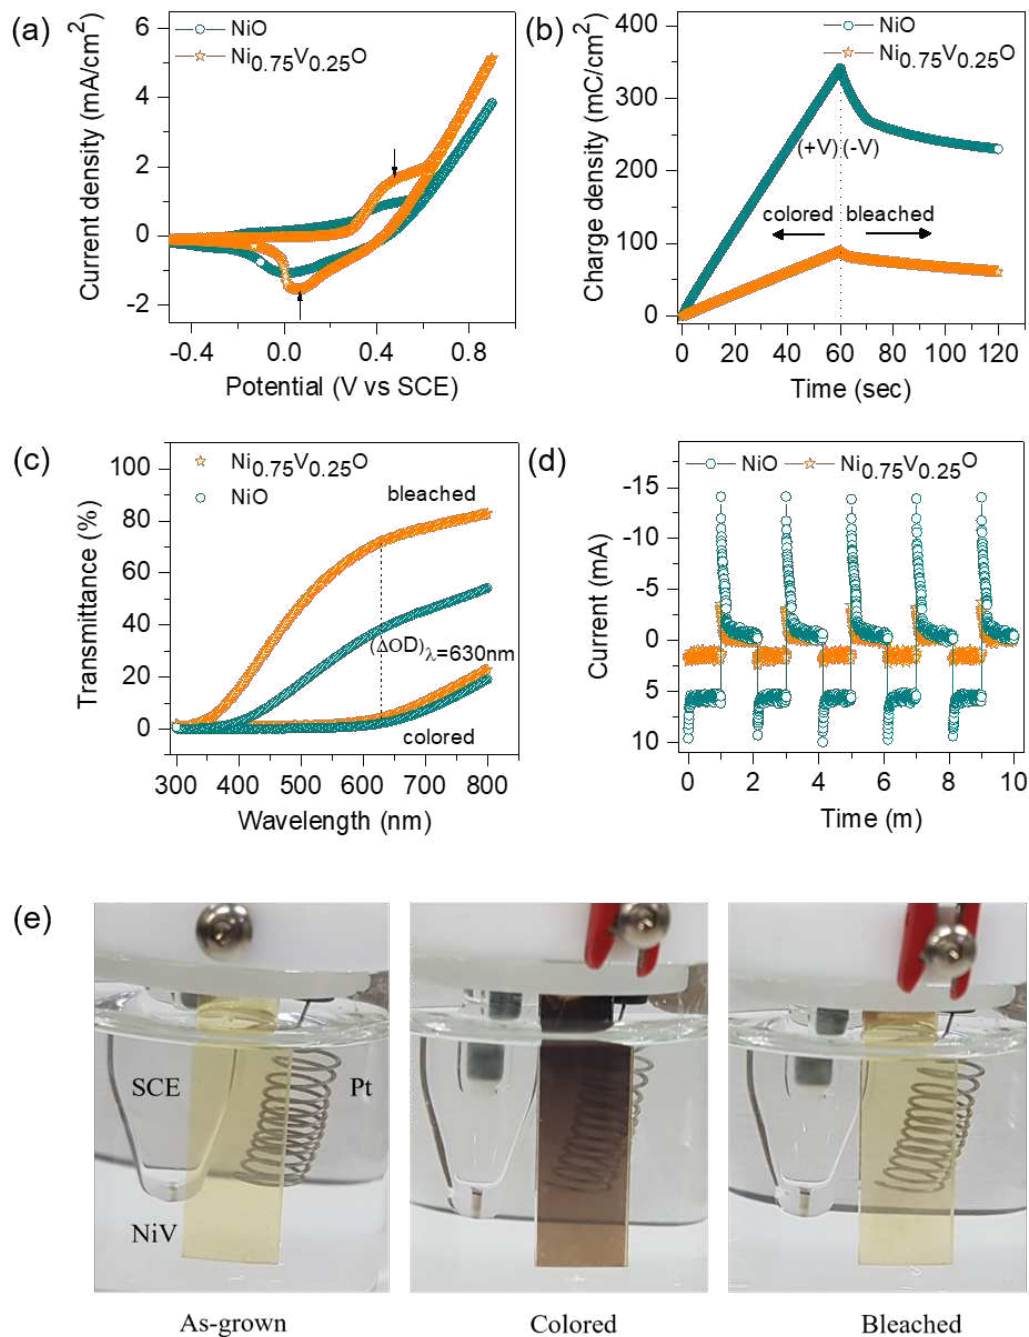 (a)
NiO
Ni0.75V0.25O
Current density (mA/cm2)
6
4
2
0
-2
-0.5 0.0 0.4 0.8
Potential (V vs SCE)
(b)
NiO
Ni0.75V0.25O
Charge density (mC/cm2)
400
300
200
100
0
(+V) (-V)
colored bleached
0 20 40 60 80 100 120
Time (sec)
(c)
Ni0.75V0.25O
NiO
Transmittance (%)
100
80
60
40
20
0
bleached
(ΔOD)λ=630nm
colored
300 400 500 600 700 800
Wavelength (nm)
(d)
NiO Ni0.75V0.25O
Current (mA)
-15
-10
-5
0
5
10
0 2 4 6 8 10
Time (m)
(e)
SCE
Pt
NiV
As-grown Colored Bleached